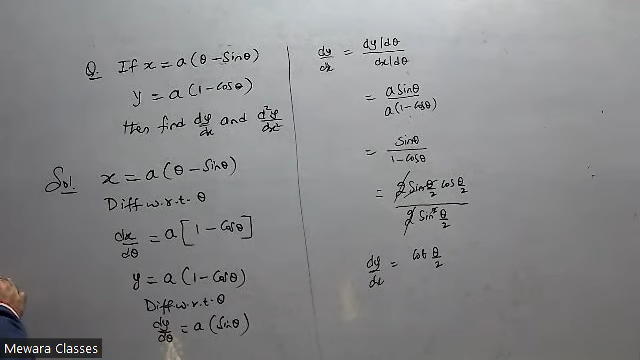 Q. If x = a(θ - Sinθ)
y = a(1 - Cosθ)
then find dy/dx and d²y/dx²
Sol. x = a(θ - Sinθ)
Diff w.r.t. θ
dx/dθ = a[1 - Cosθ]
y = a(1 - Cosθ)
Diff w.r.t. θ
dy/dθ = a(Sinθ)
dy/dx = dy/dθ / dx/dθ
= a Sinθ / a(1 - Cosθ)
= Sinθ / 1 - Cosθ
= 2 Sin θ/2 Cos θ/2 / 2 Sin² θ/2
dy/dx = Cot θ/2
Mewara Classes